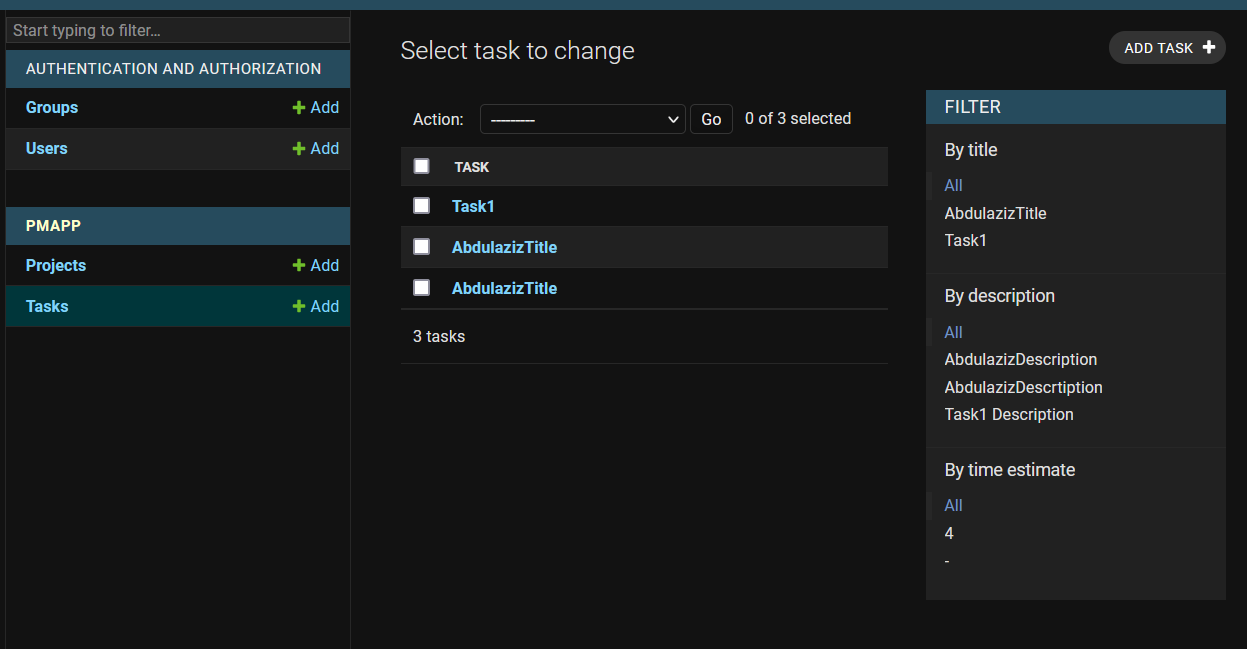 Start typing to filter…
AUTHENTICATION AND AUTHORIZATION
Groups
Add
Users
Add
PMAPP
Projects
Add
Tasks
Add
Select task to change
ADD TASK
Action:
---------
Go
0 of 3 selected
TASK
Task1
AbdulazizTitle
AbdulazizTitle
3 tasks
FILTER
By title
All
AbdulazizTitle
Task1
By description
All
AbdulazizDescription
AbdulazizDescrtiption
Task1 Description
By time estimate
All
4
-